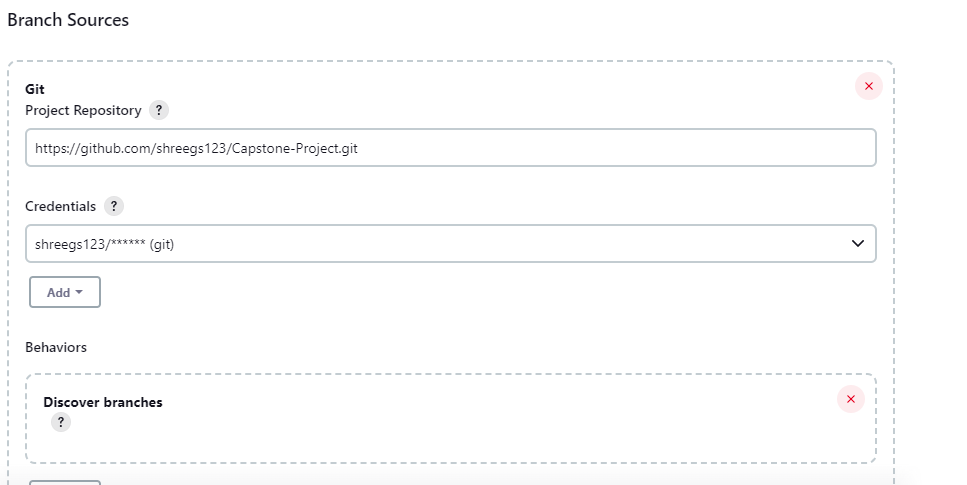 Branch Sources
Git
Project Repository ?
https://github.com/shreegs123/Capstone-Project.git
Credentials ?
shreegs123/****** (git)
Add
Behaviors
Discover branches
?